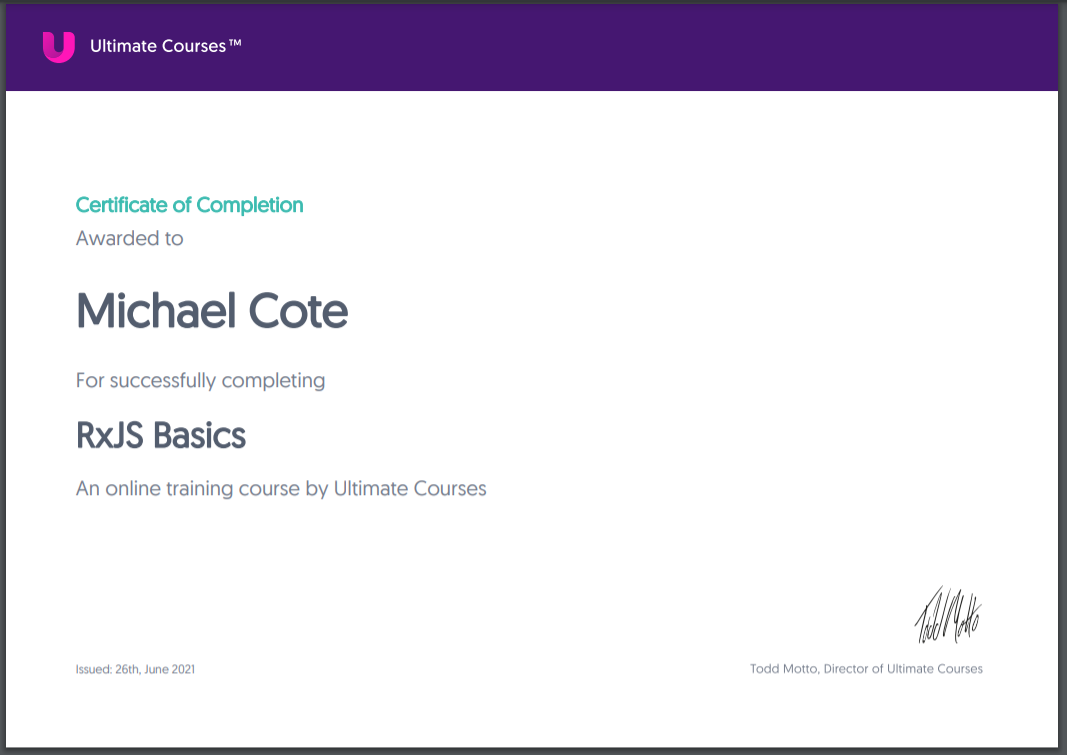 Ultimate Courses™
Certificate of Completion
Awarded to
Michael Cote
For successfully completing
RxJS Basics
An online training course by Ultimate Courses
Todd Motto
Issued: 26th, June 2021
Todd Motto, Director of Ultimate Courses